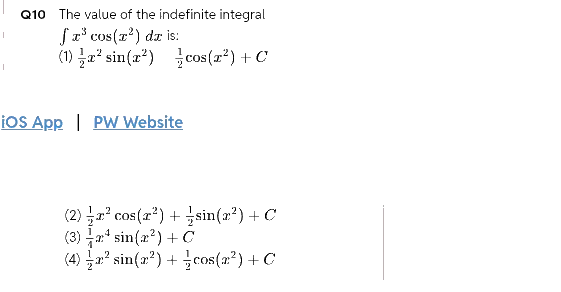 Q10 The value of the indefinite integral
∫ x³ cos(x²) dx is:
(1) ½x² sin(x²) ½cos(x²) + C
iOS App | PW Website
(2) ½x² cos(x²) + ½sin(x²) + C
(3) ¼x⁴ sin(x²) + C
(4) ½x² sin(x²) + ½cos(x²) + C